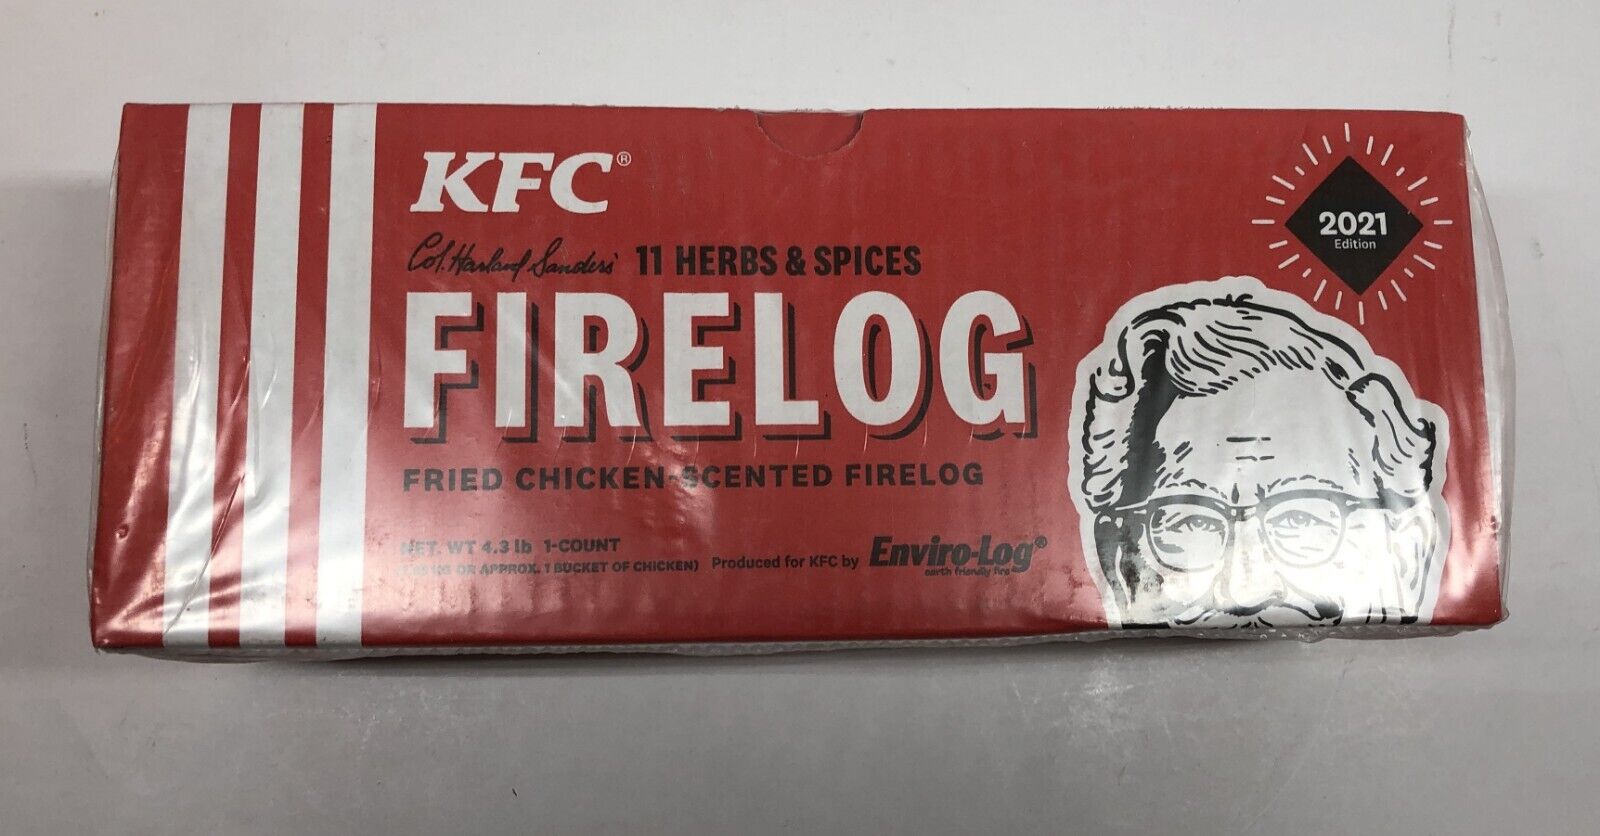 KFC®
Col. Harland Sanders' 11 HERBS & SPICES
FIRELOG
FRIED CHICKEN-SCENTED FIRELOG
NET. WT 4.3 lb 1-COUNT
OR APPROX. 1 BUCKET OF CHICKEN) Produced for KFC by Enviro-Log®
earth friendly fire
2021
Edition